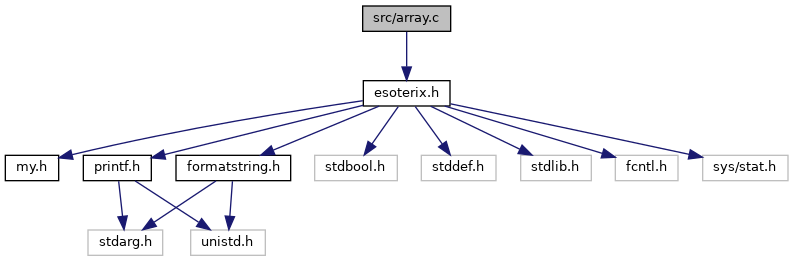 src/array.c
esoterix.h
my.h
printf.h
formatstring.h
stdbool.h
stddef.h
stdlib.h
fcntl.h
sys/stat.h
stdarg.h
unistd.h